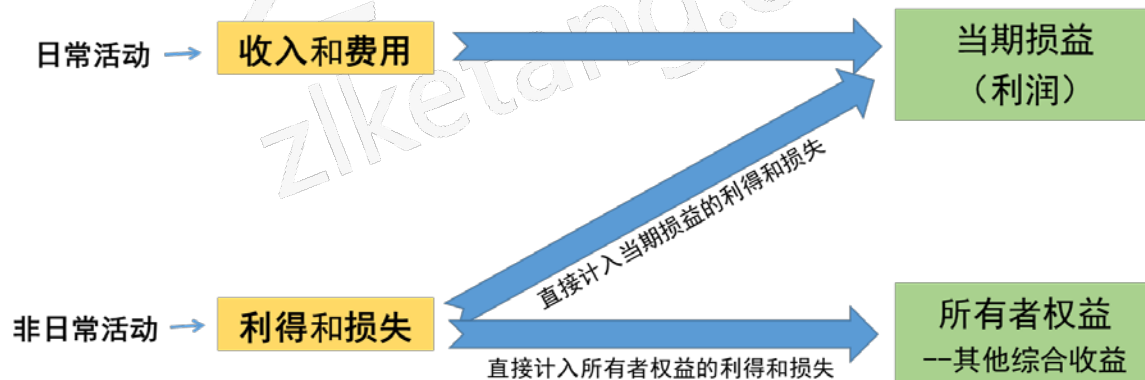 日常活动
收入和费用
当期损益
（利润）
直接计入当期损益的利得和损失
非日常活动
利得和损失
所有者权益
--其他综合收益
直接计入所有者权益的利得和损失